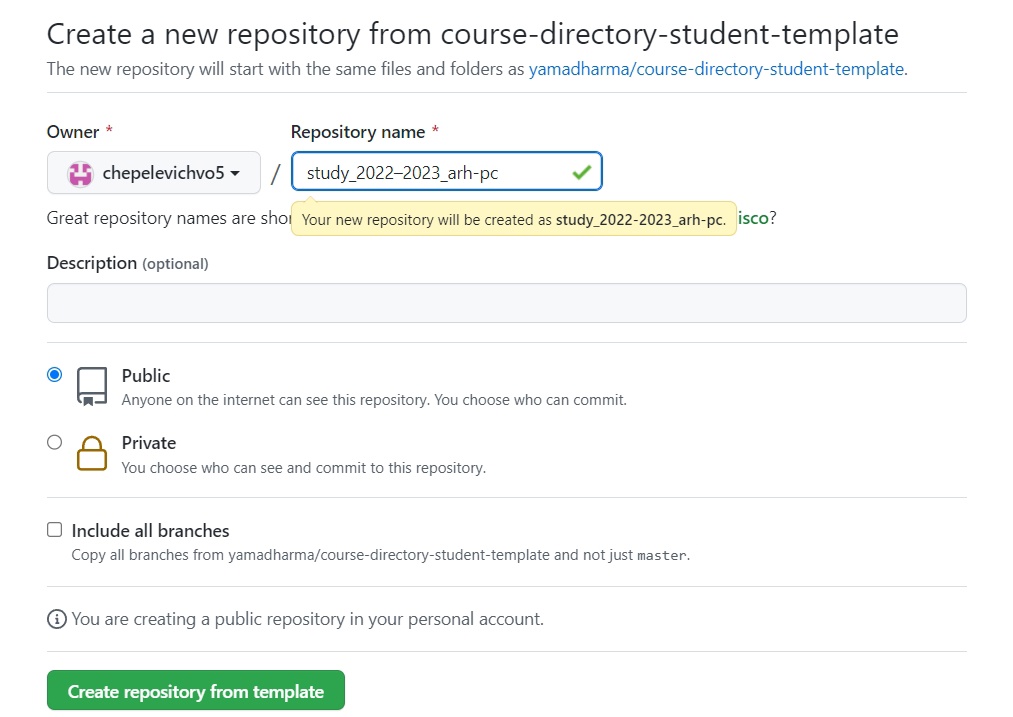 Create a new repository from course-directory-student-template
The new repository will start with the same files and folders as yamadharma/course-directory-student-template.
Owner *
Repository name *
chepelevichvo5
/
study_2022–2023_arh-pc
Great repository names are shor
Your new repository will be created as study_2022-2023_arh-pc.
isco?
Description (optional)
Public
Anyone on the internet can see this repository. You choose who can commit.
Private
You choose who can see and commit to this repository.
Include all branches
Copy all branches from yamadharma/course-directory-student-template and not just master.
You are creating a public repository in your personal account.
Create repository from template